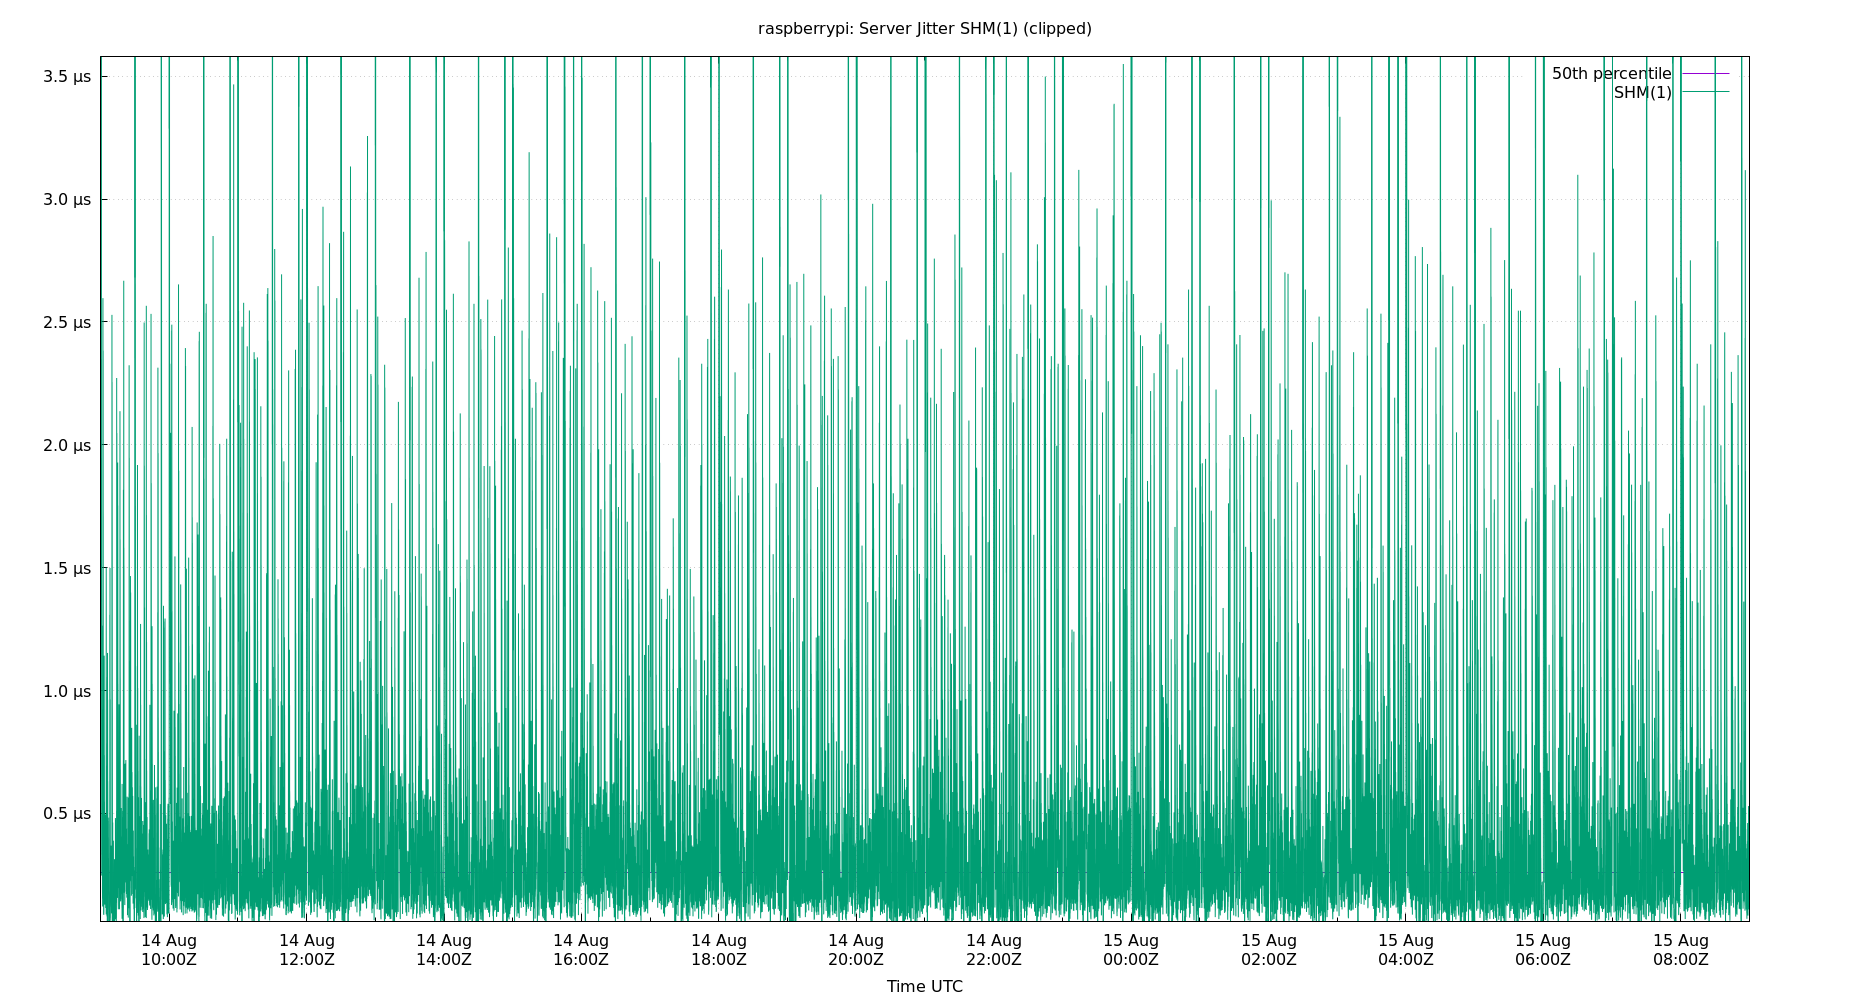 raspberrypi: Server Jitter SHM(1) (clipped)
50th percentile
SHM(1)
3.5 µs
3.0 µs
2.5 µs
2.0 µs
1.5 µs
1.0 µs
0.5 µs
14 Aug 14 Aug 14 Aug 14 Aug 14 Aug 14 Aug 14 Aug 15 Aug 15 Aug 15 Aug 15 Aug 15 Aug
10:00Z 12:00Z 14:00Z 16:00Z 18:00Z 20:00Z 22:00Z 00:00Z 02:00Z 04:00Z 06:00Z 08:00Z
Time UTC